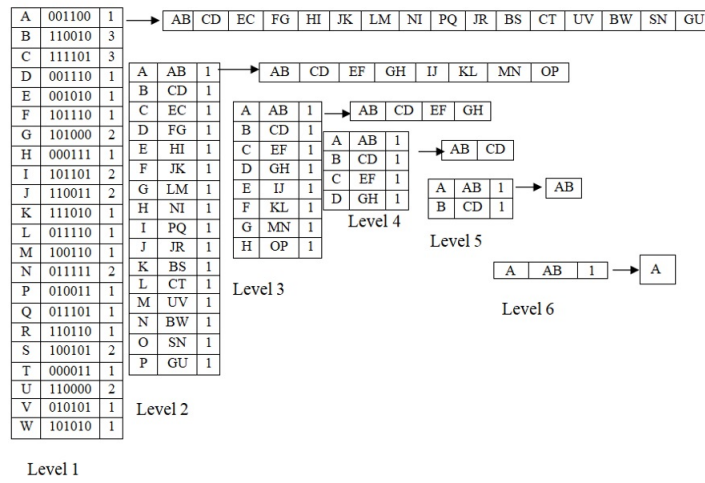 A 001100 1 AB CD EC FG HI JK LM NI PQ JR BS CT UV BW SN GU
B 110010 3
C 111101 3
D 001110 1
E 001010 1
F 101110 1
G 101000 2
H 000111 1
I 101101 2
J 110011 2
K 111010 1
L 011110 1
M 100110 1
N 011111 2
P 010011 1
Q 011101 1
R 110110 1
S 100101 2
T 000011 1
U 110000 2
V 010101 1
W 101010 1
Level 1
A AB 1 AB CD EF GH IJ KL MN OP
B CD 1
C EC 1
D FG 1
E HI 1
F JK 1
G LM 1
H NI 1
I PQ 1
J JR 1
K BS 1
L CT 1
M UV 1
N BW 1
O SN 1
P GU 1
Level 2
A AB 1 AB CD EF GH
B CD 1
C EF 1
D GH 1
E IJ 1
F KL 1
G MN 1
H OP 1
Level 3
A AB 1 AB CD
B CD 1
C EF 1
D GH 1
Level 4
A AB 1 AB
B CD 1
Level 5
A AB 1 A
Level 6